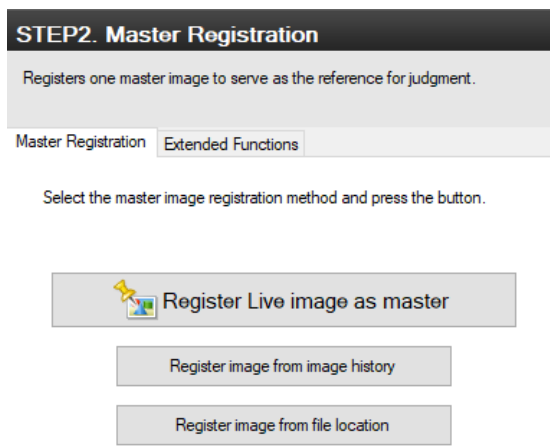 STEP2. Master Registration
Registers one master image to serve as the reference for judgment.
Master Registration Extended Functions
Select the master image registration method and press the button.
Register Live image as master
Register image from image history
Register image from file location